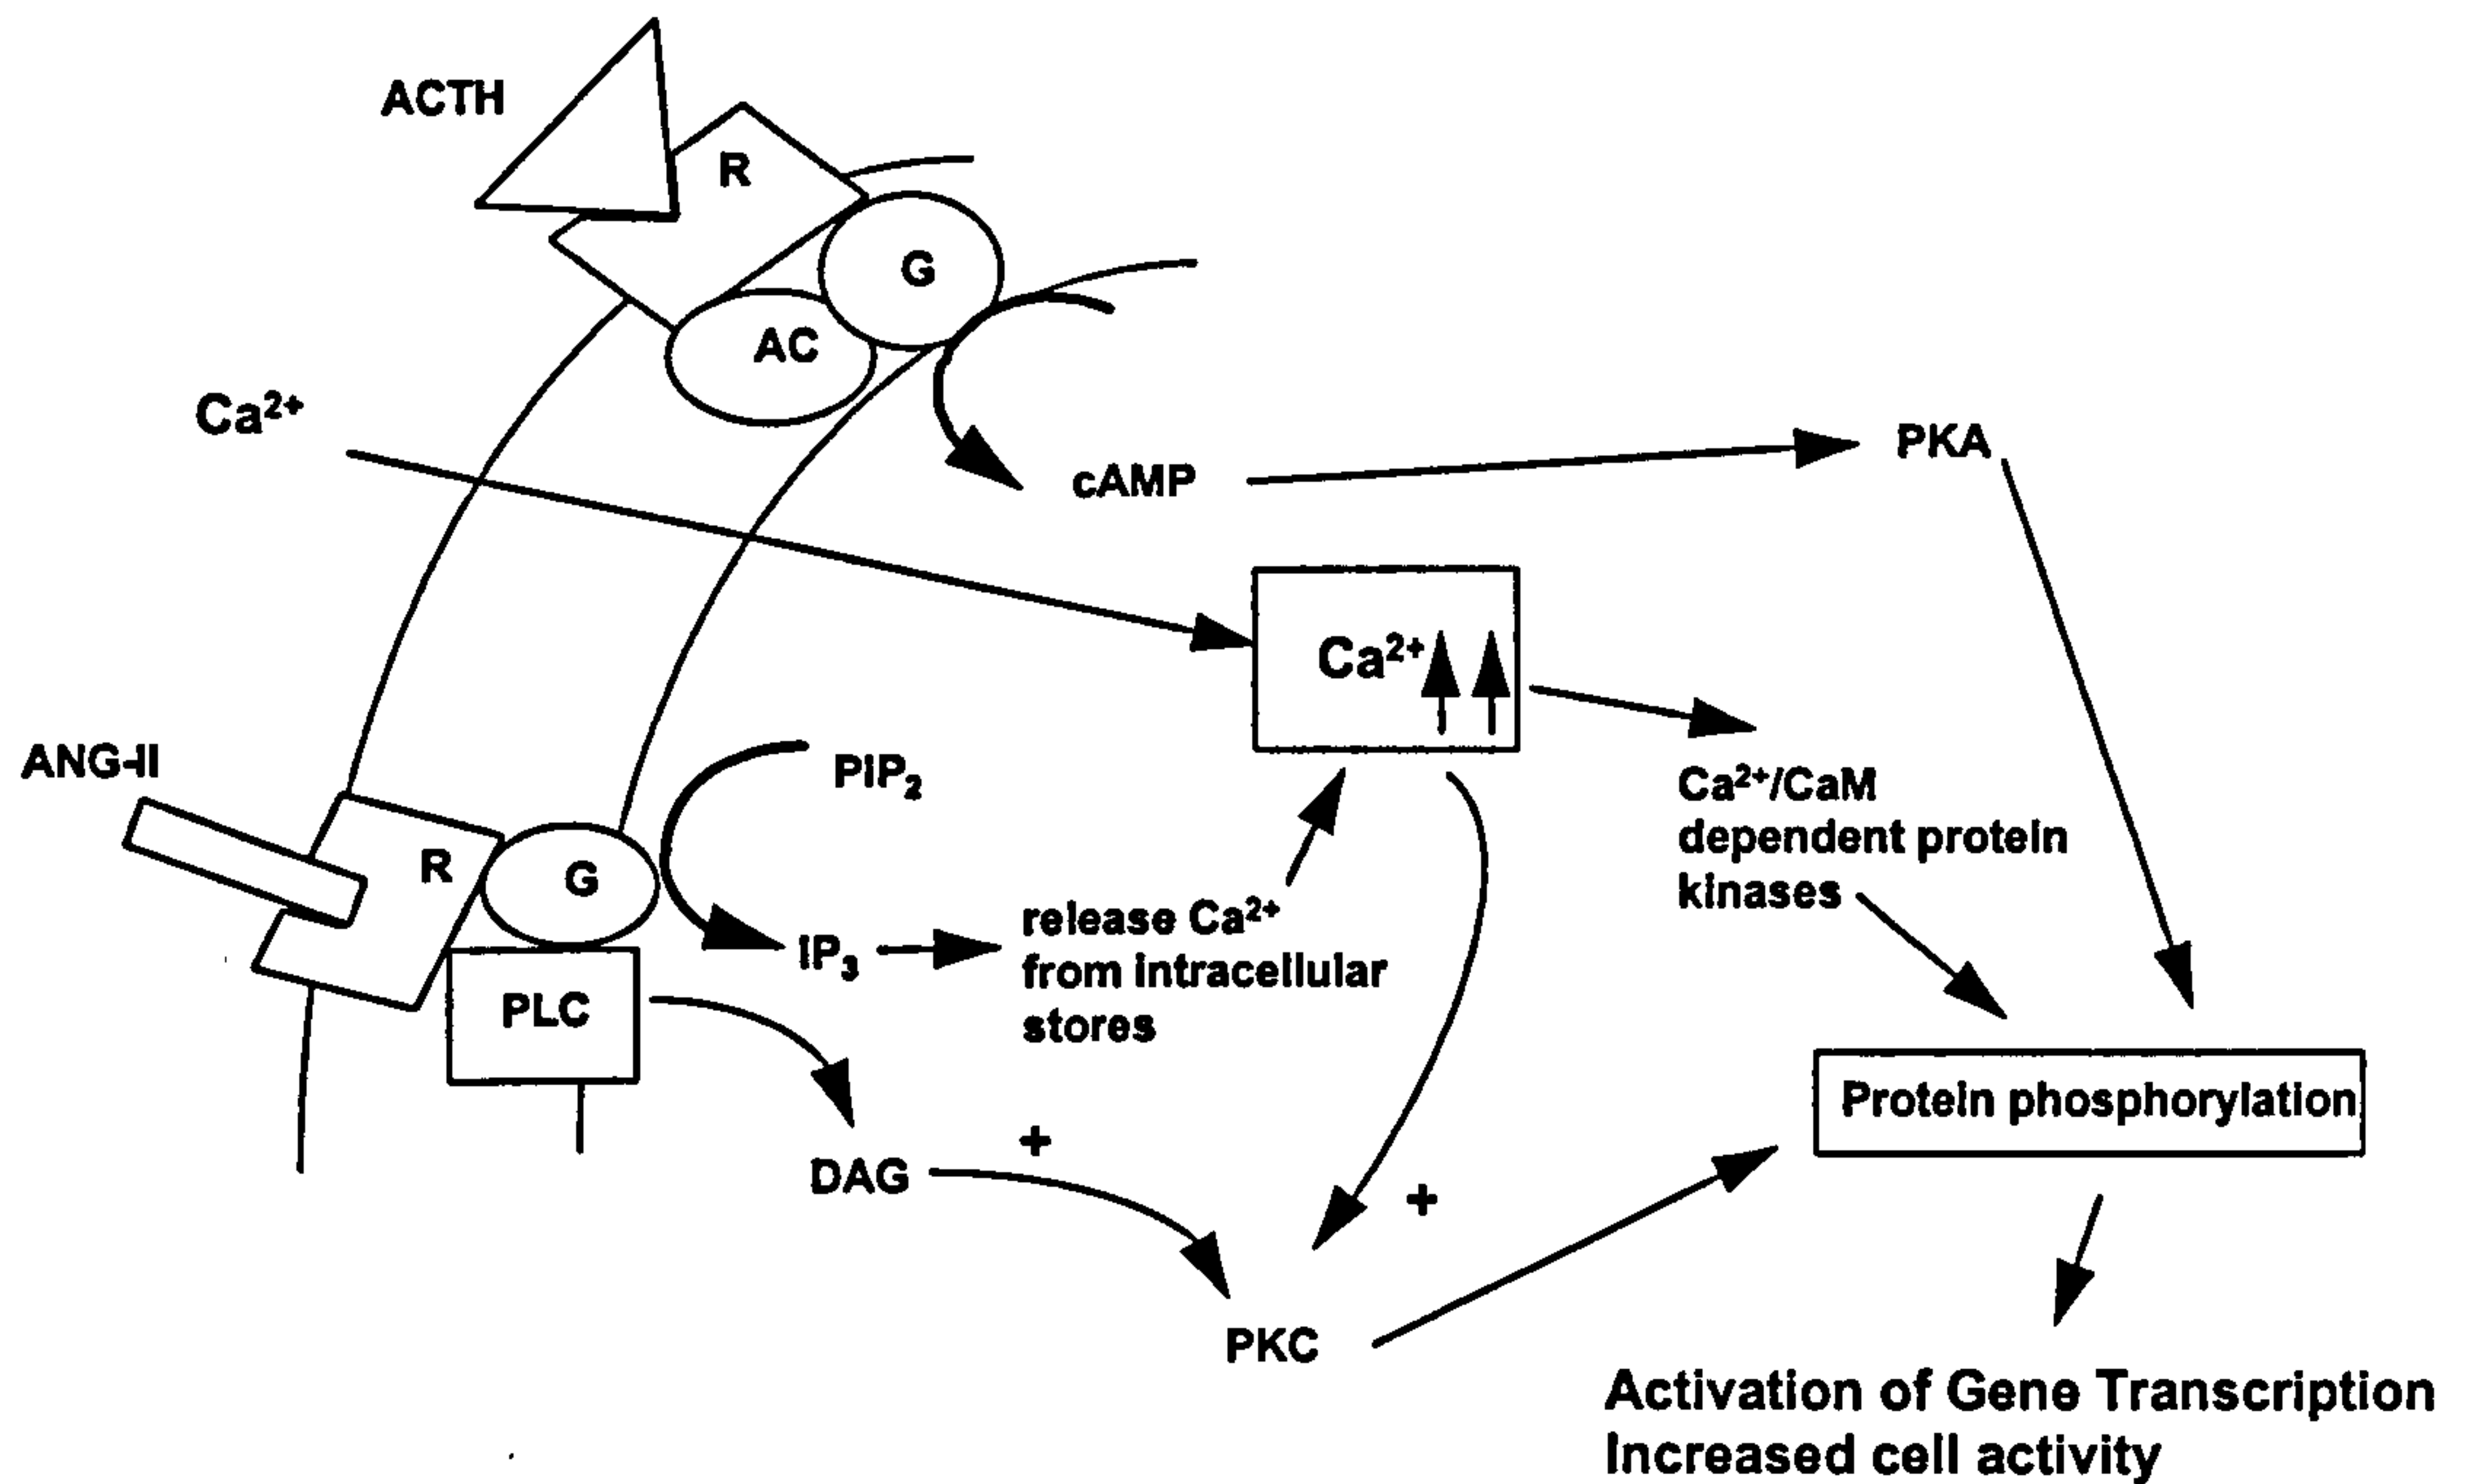 ACTH
R
G
AC
Ca²⁺
cAMP
PKA
Ca²⁺
ANG-II
PIP₂
R
G
Ca²⁺/CaM
dependent protein
kinases
IP₃
release Ca²⁺
from intracellular
stores
PLC
DAG
+
+
Protein phosphorylation
PKC
Activation of Gene Transcription
Increased cell activity